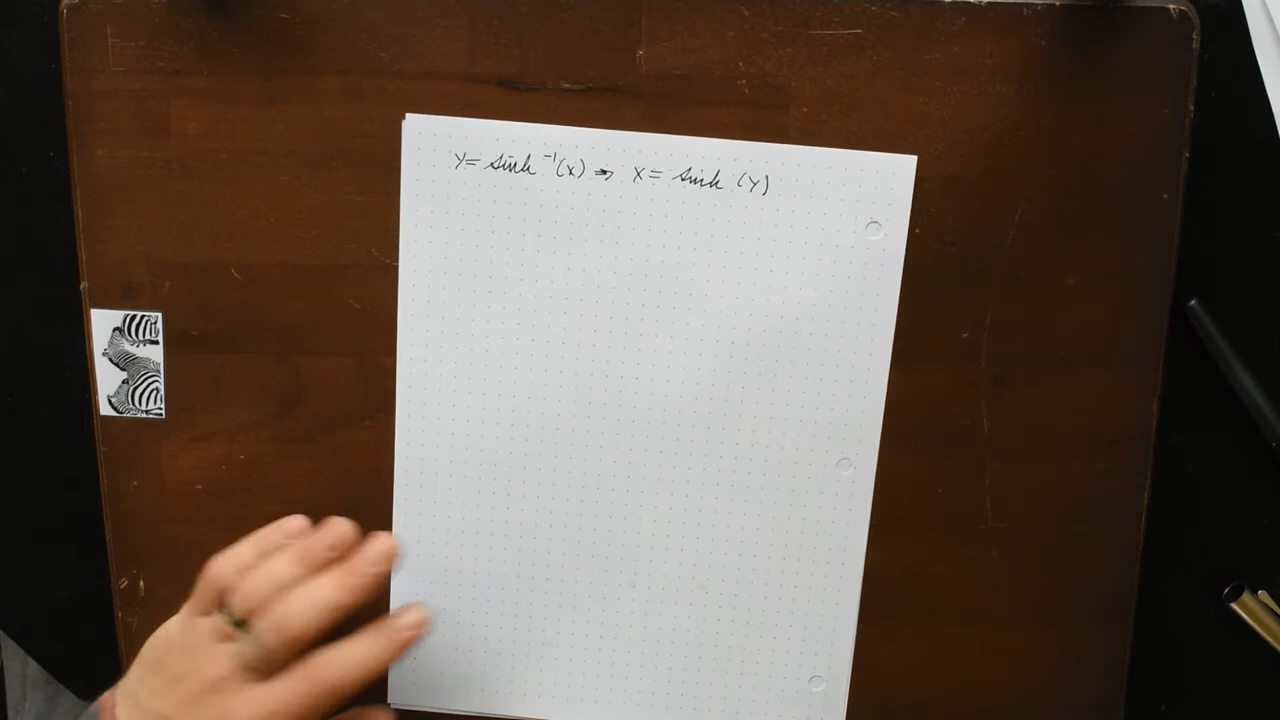 y = sinh⁻¹(x) ⇒ x = sinh (y)